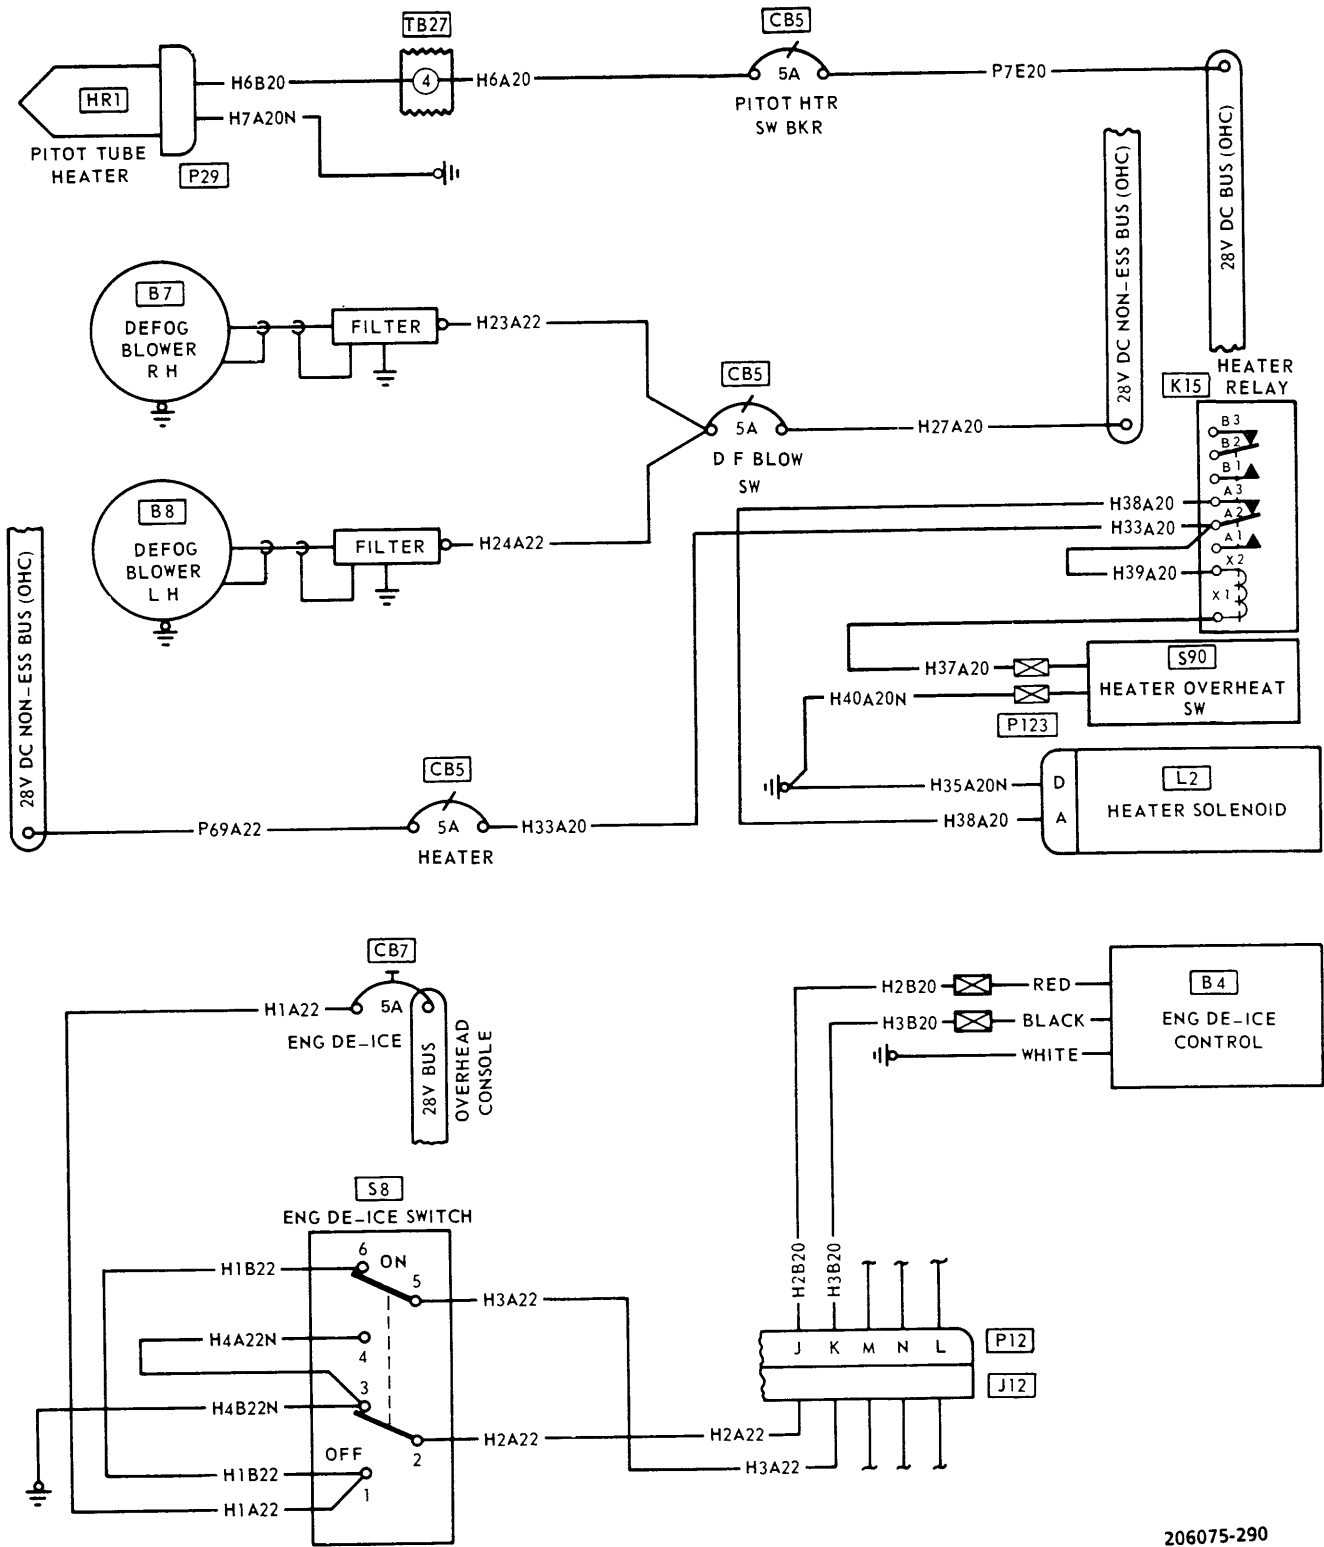 TB27
CB5
HR1
H6B20
4
H6A20
5A
P7E20
H7A20N
PITOT HTR
SW BKR
PITOT TUBE
HEATER
P29
28V DC NON-ESS BUS (OHC)
28V DC BUS (OHC)
B7
DEFOG
BLOWER
R H
FILTER
H23A22
CB5
5A
D F BLOW
SW
H27A20
HEATER
RELAY
K15
B3
B2
B1
A3
A2
A1
X2
X1
H38A20
H33A20
H39A20
B8
DEFOG
BLOWER
L H
FILTER
H24A22
28V DC NON-ESS BUS (OHC)
H37A20
H40A20N
P123
S90
HEATER OVERHEAT
SW
CB5
5A
HEATER
P69A22
H33A20
H35A20N
H38A20
D
A
L2
HEATER SOLENOID
CB7
H1A22
5A
ENG DE-ICE
28V BUS
OVERHEAD
CONSOLE
H2B20
RED
H3B20
BLACK
WHITE
B4
ENG DE-ICE
CONTROL
S8
ENG DE-ICE SWITCH
H1B22
6
ON
5
H3A22
H4A22N
4
3
H4B22N
H2A22
2
OFF
H1B22
1
H1A22
H2B20
H3B20
J
K
M
N
L
P12
J12
H2A22
H3A22
206075-290